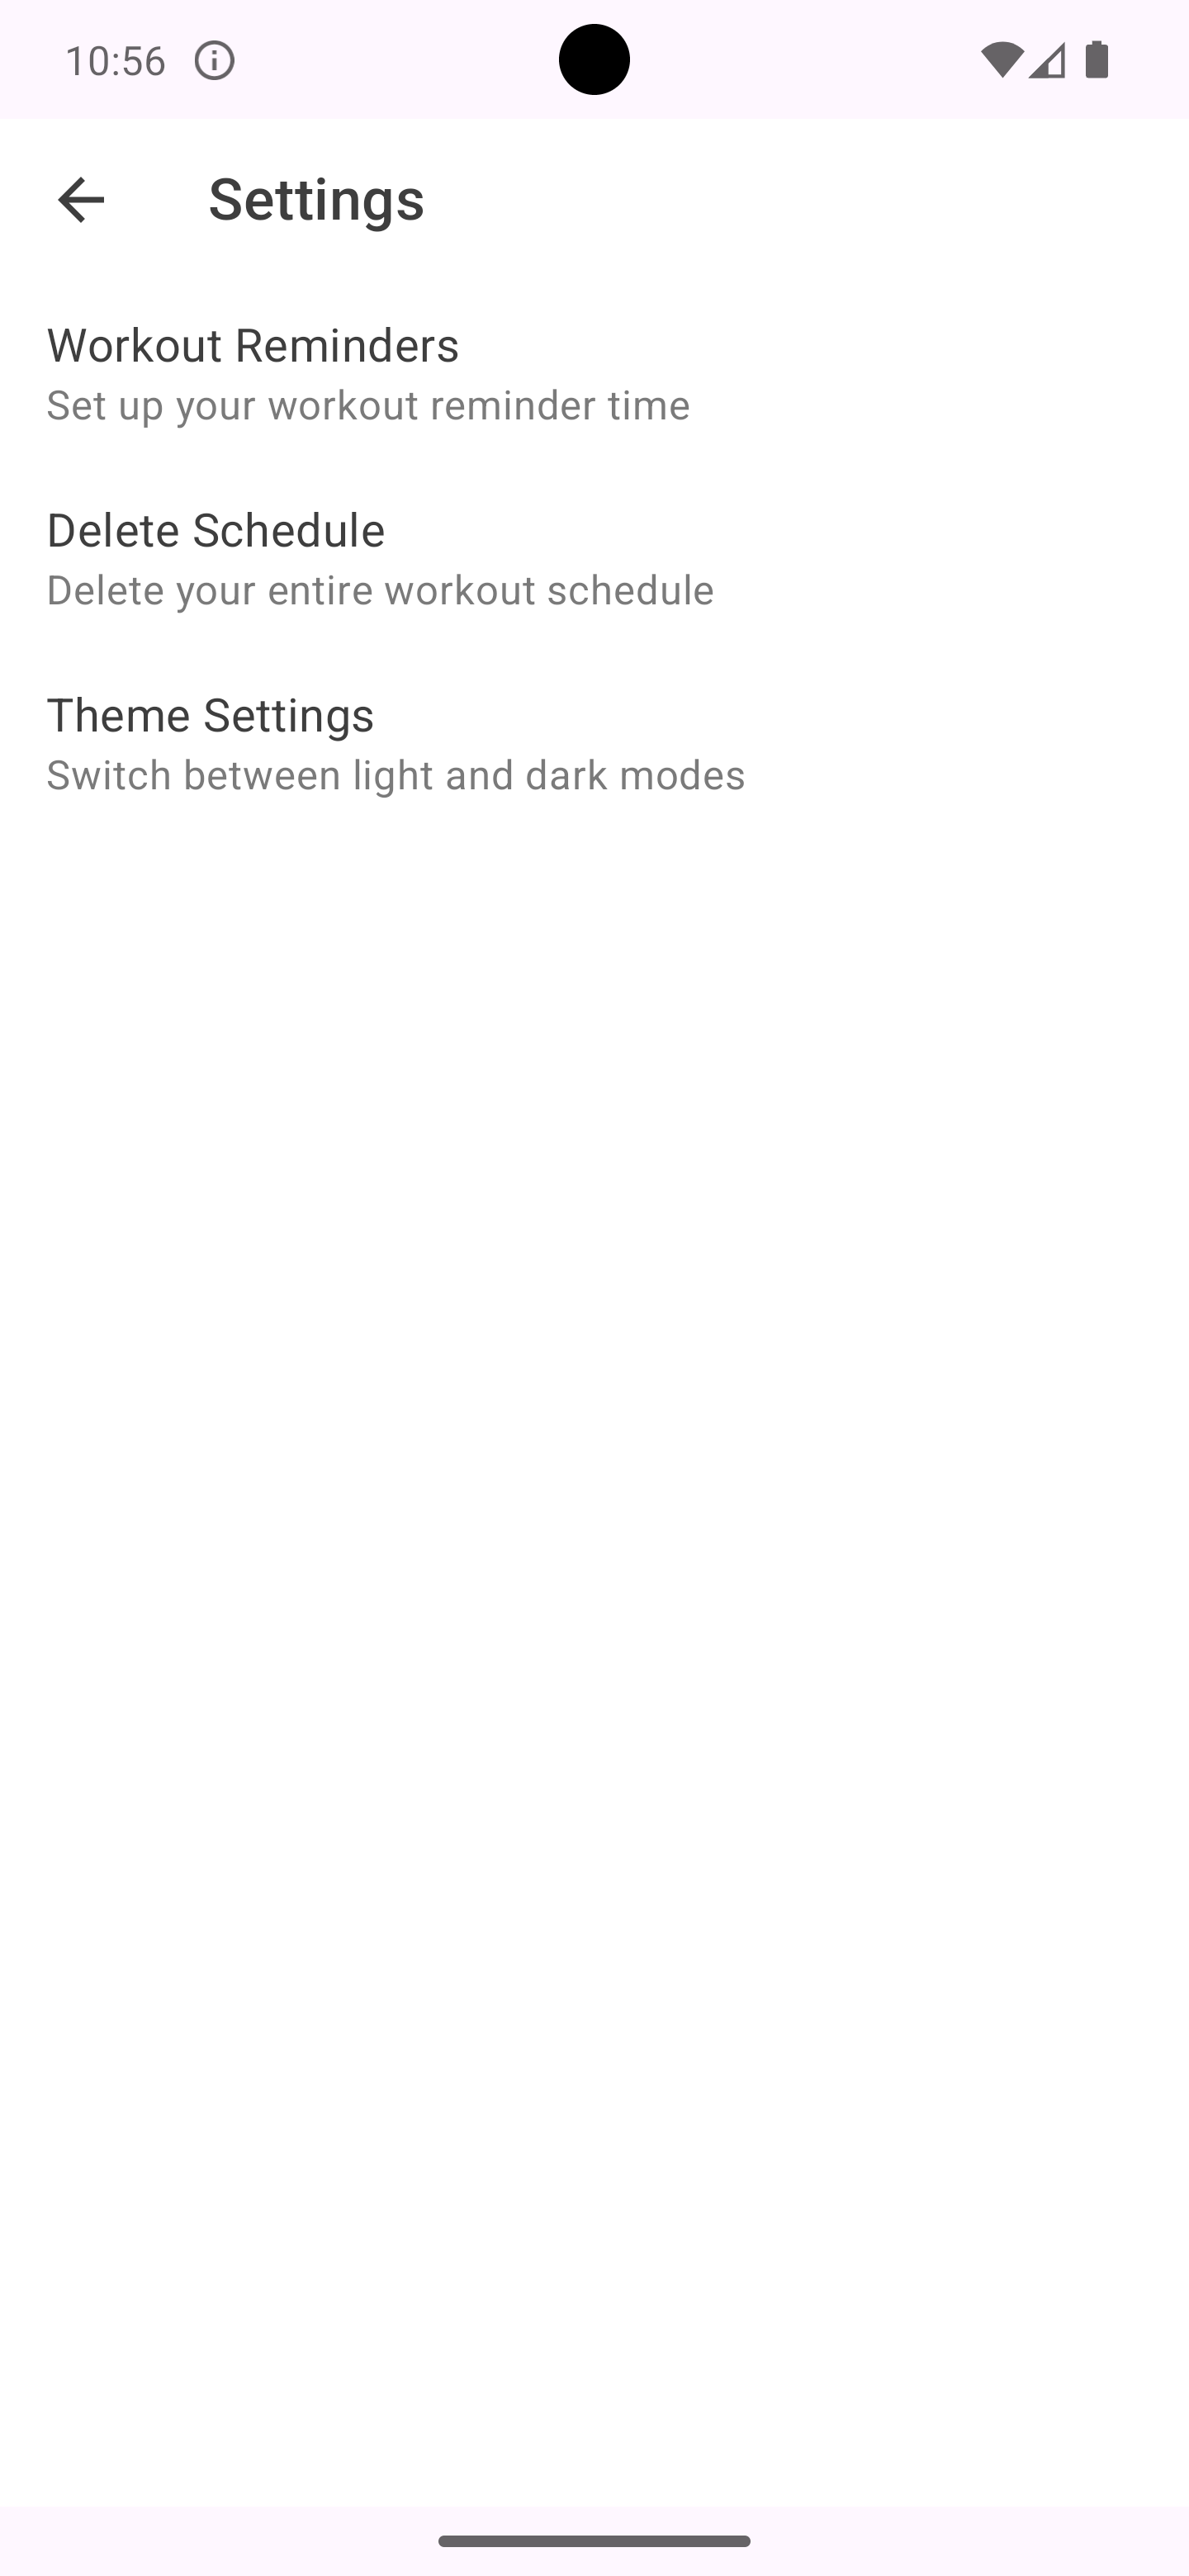 10:56
Settings
Workout Reminders
Set up your workout reminder time
Delete Schedule
Delete your entire workout schedule
Theme Settings
Switch between light and dark modes